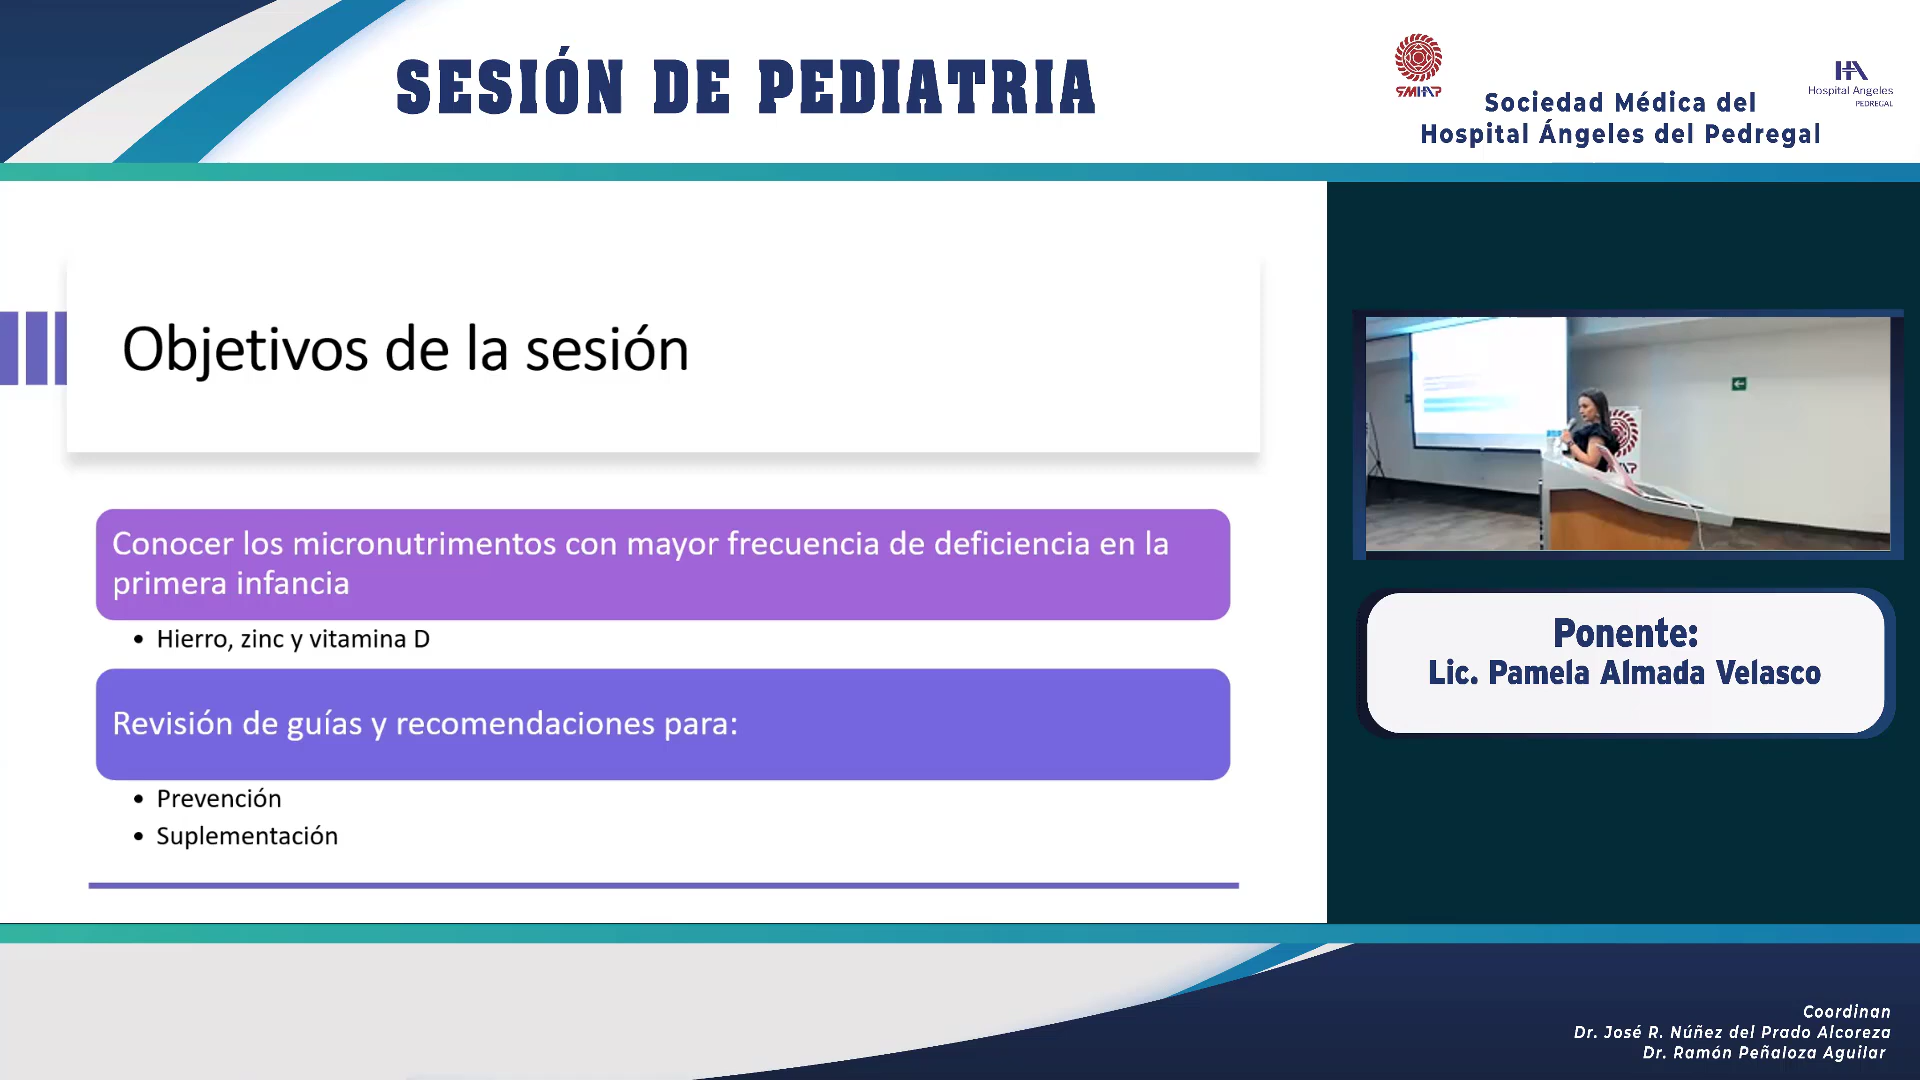 SESIÓN DE PEDIATRIA
SMHAP
Sociedad Médica del
Hospital Ángeles del Pedregal
HA
Hospital Angeles
PEDREGAL
Objetivos de la sesión
Conocer los micronutrimentos con mayor frecuencia de deficiencia en la
primera infancia
• Hierro, zinc y vitamina D
Revisión de guías y recomendaciones para:
• Prevención
• Suplementación
Ponente:
Lic. Pamela Almada Velasco
Coordinan
Dr. José R. Núñez del Prado Alcoreza
Dr. Ramón Peñaloza Aguilar